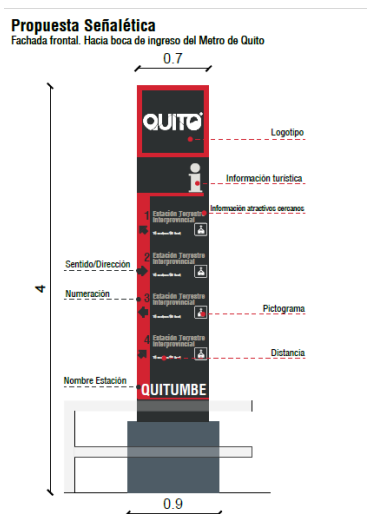 Propuesta Señalética
Fachada frontal. Hacia boca de ingreso del Metro de Quito
0.7
QUITO
Logotipo
Información turística
Información atractivos cercanos
1 Estación Terrestre
Interprovincial
Sentido/Dirección
2 Estación Terrestre
Interprovincial
4
Numeración
3 Estación Terrestre
Interprovincial
Pictograma
4 Estación Terrestre
Interprovincial
Distancia
Nombre Estación
QUITUMBE
0.9